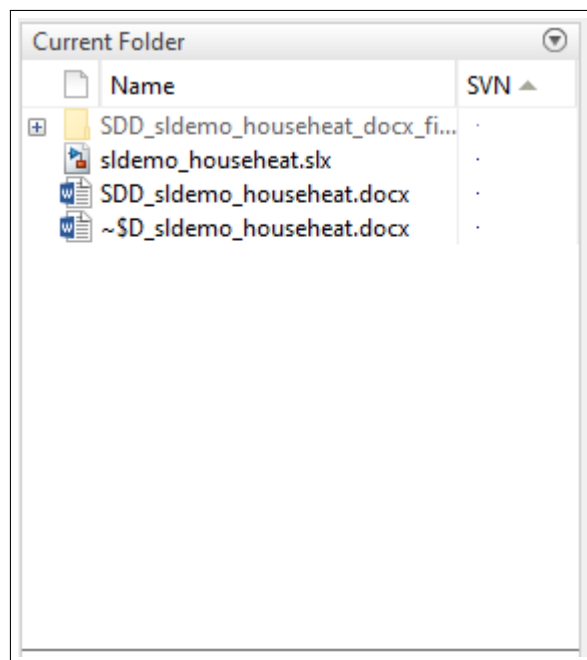 Current Folder
Name SVN
SDD_sldemo_househeat_docx_fi...
sldemo_househeat.slx
SDD_sldemo_househeat.docx
~$D_sldemo_househeat.docx